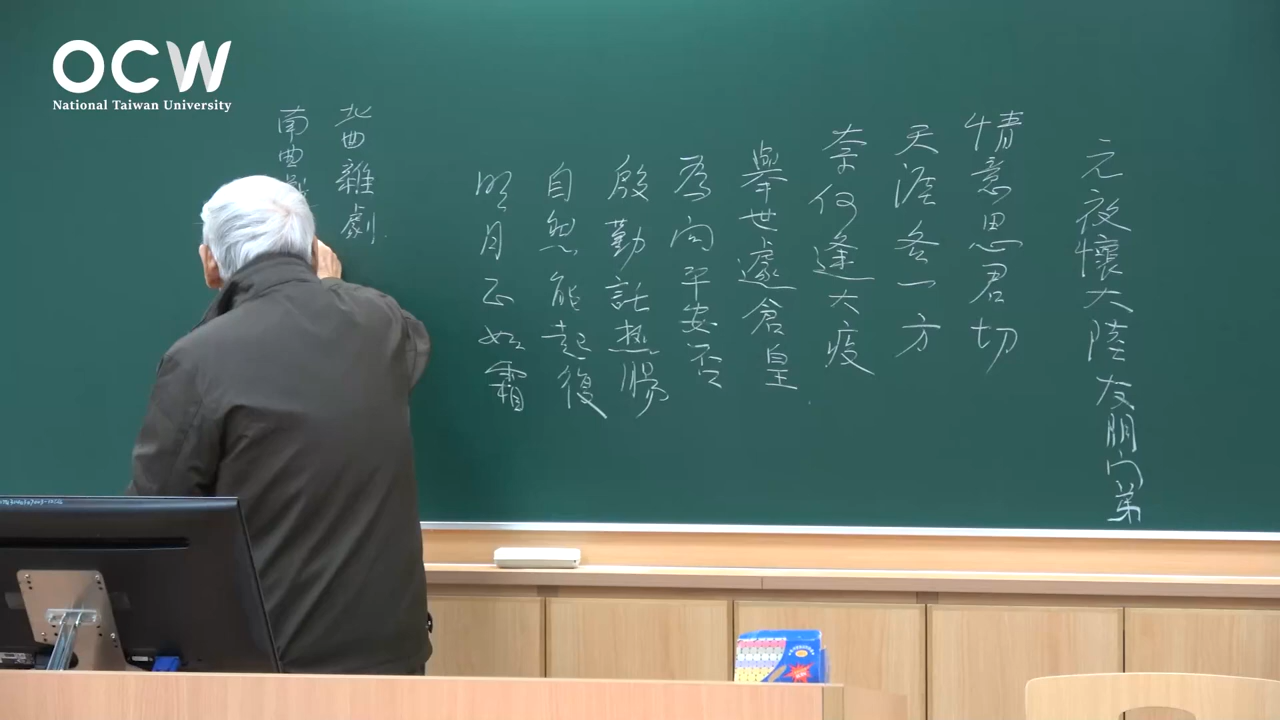 OCW
National Taiwan University
元夜懷大陸友朋門弟
情意思君切
天涯各一方
奈何逢大疫
舉世遽倉皇
為問平安否
殷勤託熱腸
自然能起復
明月正如霜
北曲雜劇
南曲戲